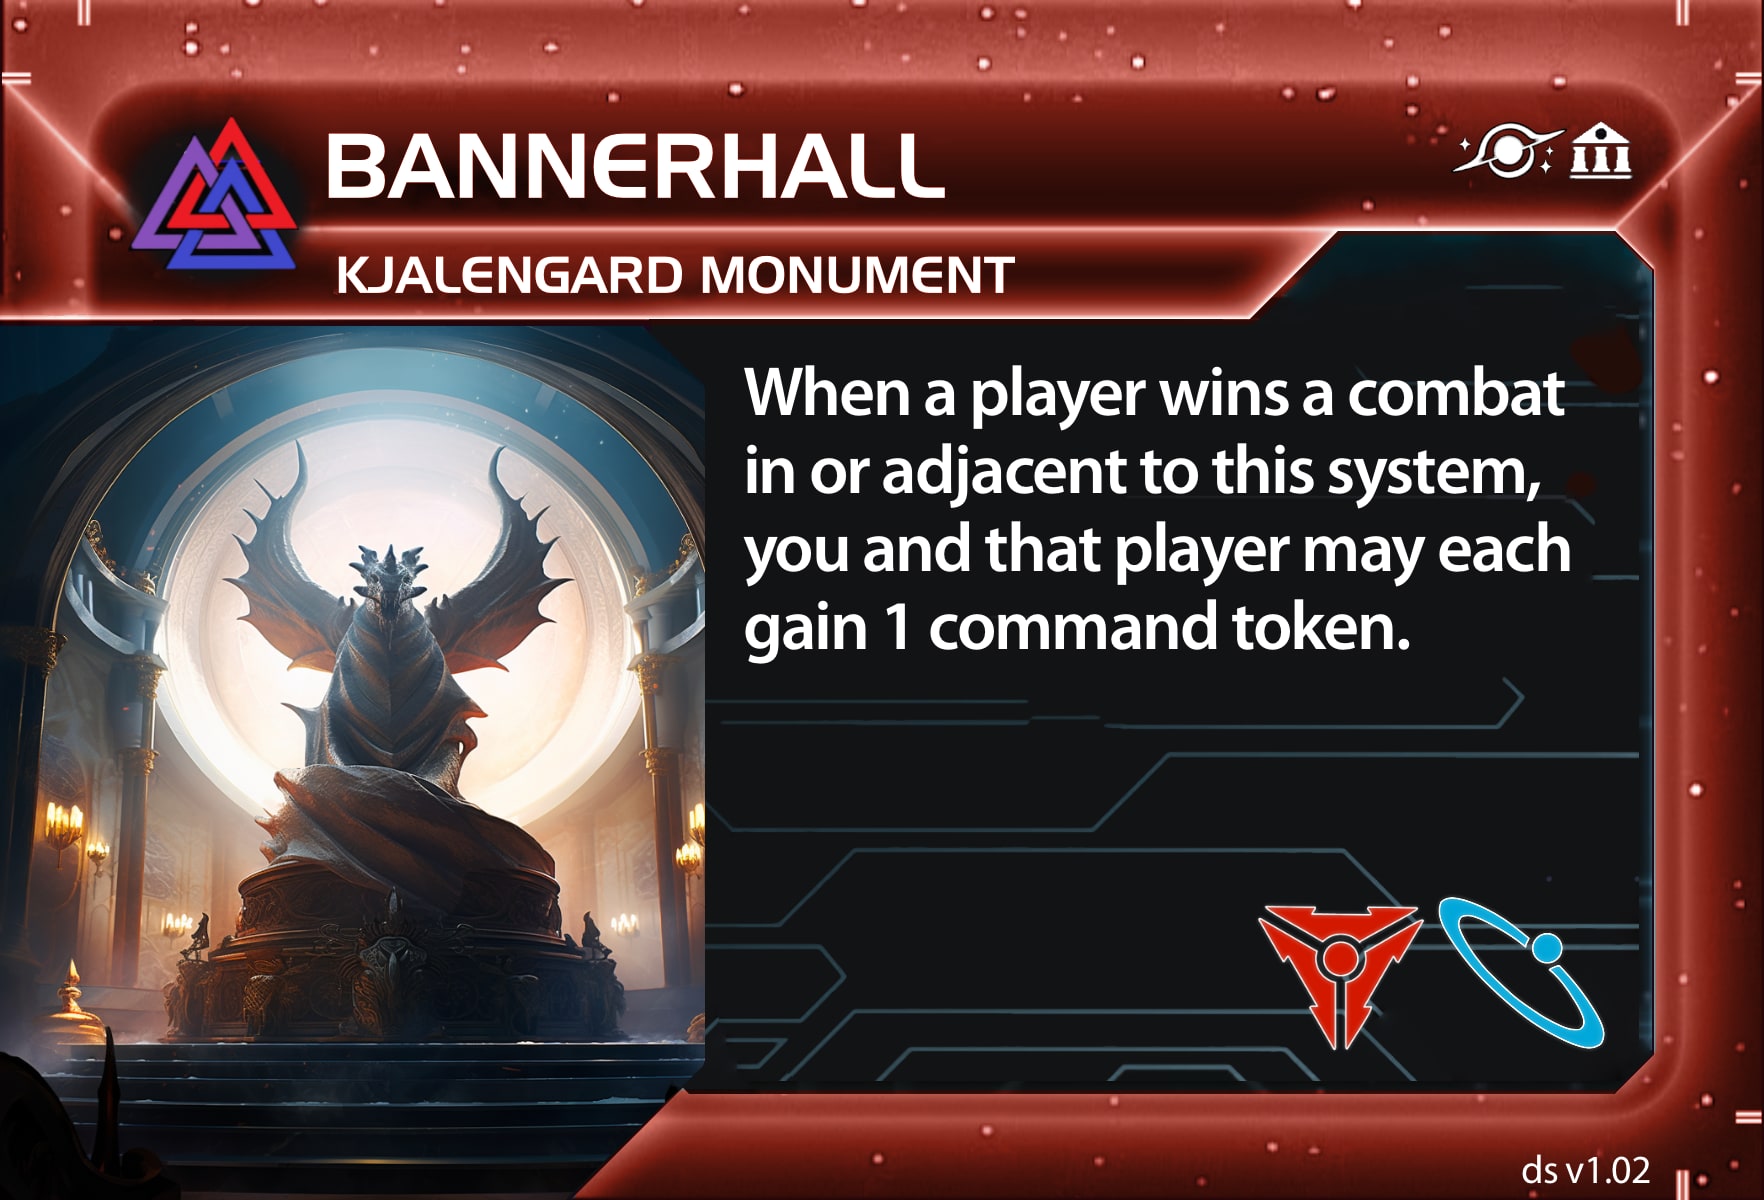 BANNERHALL
KJALENGARD MONUMENT
When a player wins a combat
in or adjacent to this system,
you and that player may each
gain 1 command token.
ds v1.02